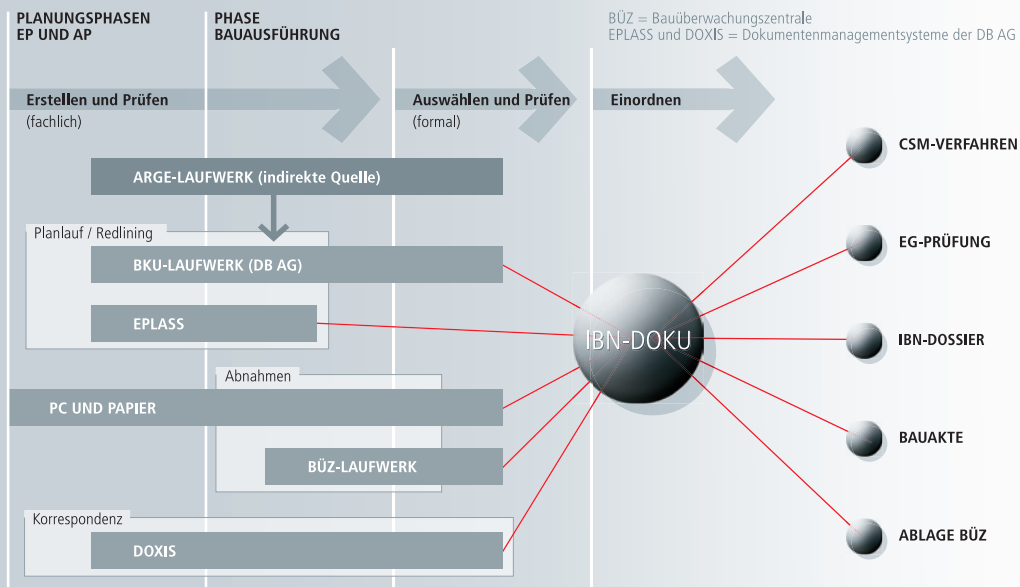 PLANUNGSPHASEN
EP UND AP
PHASE
BAUAUSFÜHRUNG
BÜZ = Bauüberwachungszentrale
EPLASS und DOXIS = Dokumentenmanagementsysteme der DB AG
Erstellen und Prüfen
(fachlich)
Auswählen und Prüfen
(formal)
Einordnen
ARGE-LAUFWERK (indirekte Quelle)
Planlauf / Redlining
BKU-LAUFWERK (DB AG)
EPLASS
Abnahmen
PC UND PAPIER
BÜZ-LAUFWERK
Korrespondenz
DOXIS
IBN-DOKU
CSM-VERFAHREN
EG-PRÜFUNG
IBN-DOSSIER
BAUAKTE
ABLAGE BÜZ